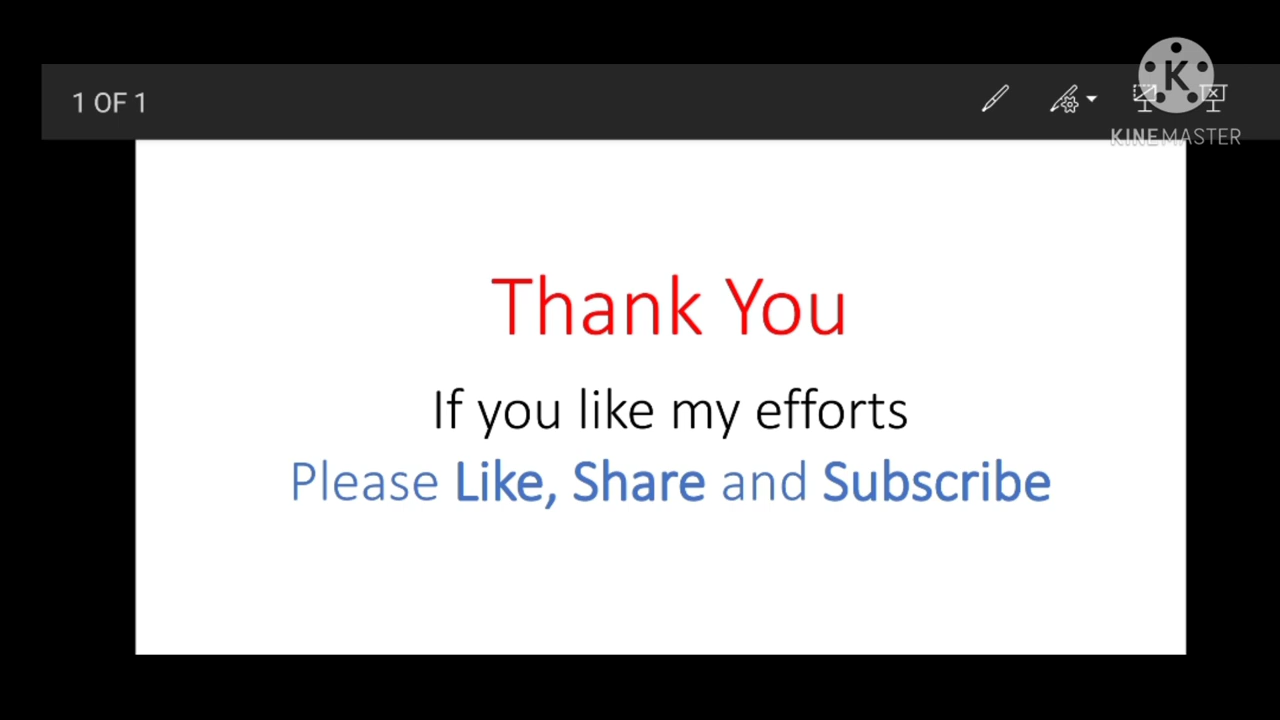 1 OF 1
K
KINEMASTER
Thank You
If you like my efforts
Please Like, Share and Subscribe